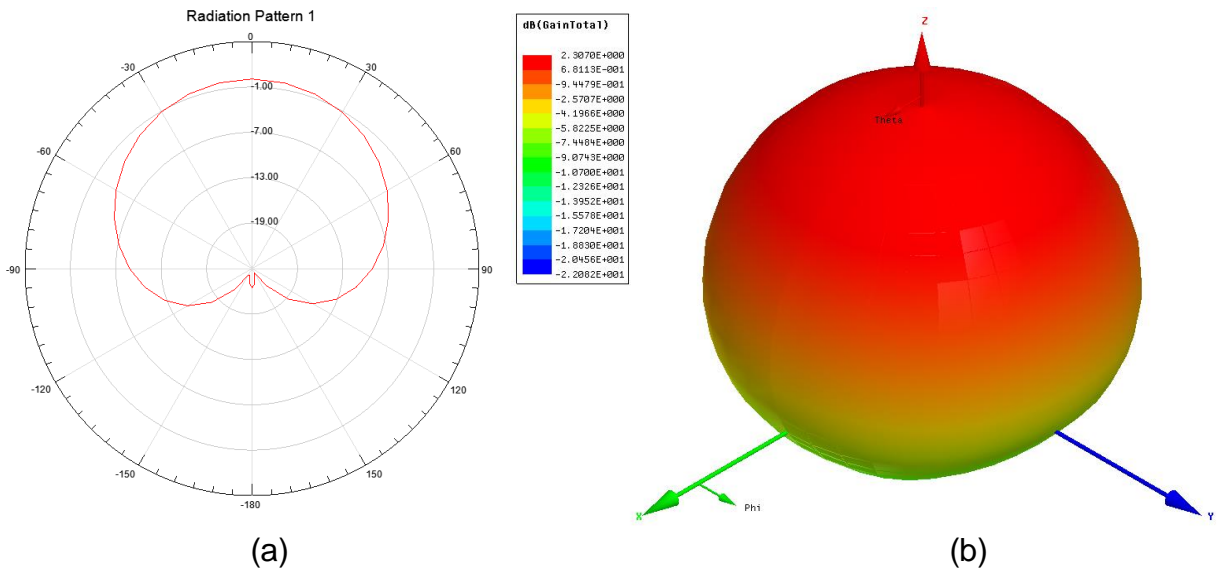 Radiation Pattern 1
0
-30
30
-1.00
-7.00
-60
60
-13.00
-19.00
-90
90
-120
120
-150
150
-180
(a)
dB(GainTotal)
2.3070E+000
6.8113E-001
-9.4479E-001
-2.5707E+000
-4.1966E+000
-5.8225E+000
-7.4484E+000
-9.0743E+000
-1.0700E+001
-1.2326E+001
-1.3952E+001
-1.5578E+001
-1.7204E+001
-1.8830E+001
-2.0456E+001
-2.2082E+001
Z
Theta
X
Phi
Y
(b)